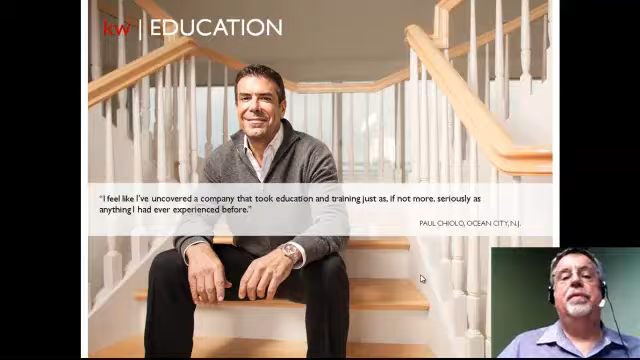 kw | EDUCATION
“I feel like I've uncovered a company that took education and training just as, if not more, seriously as
anything I had ever experienced before.”
PAUL CHIOLO, OCEAN CITY, N.J.